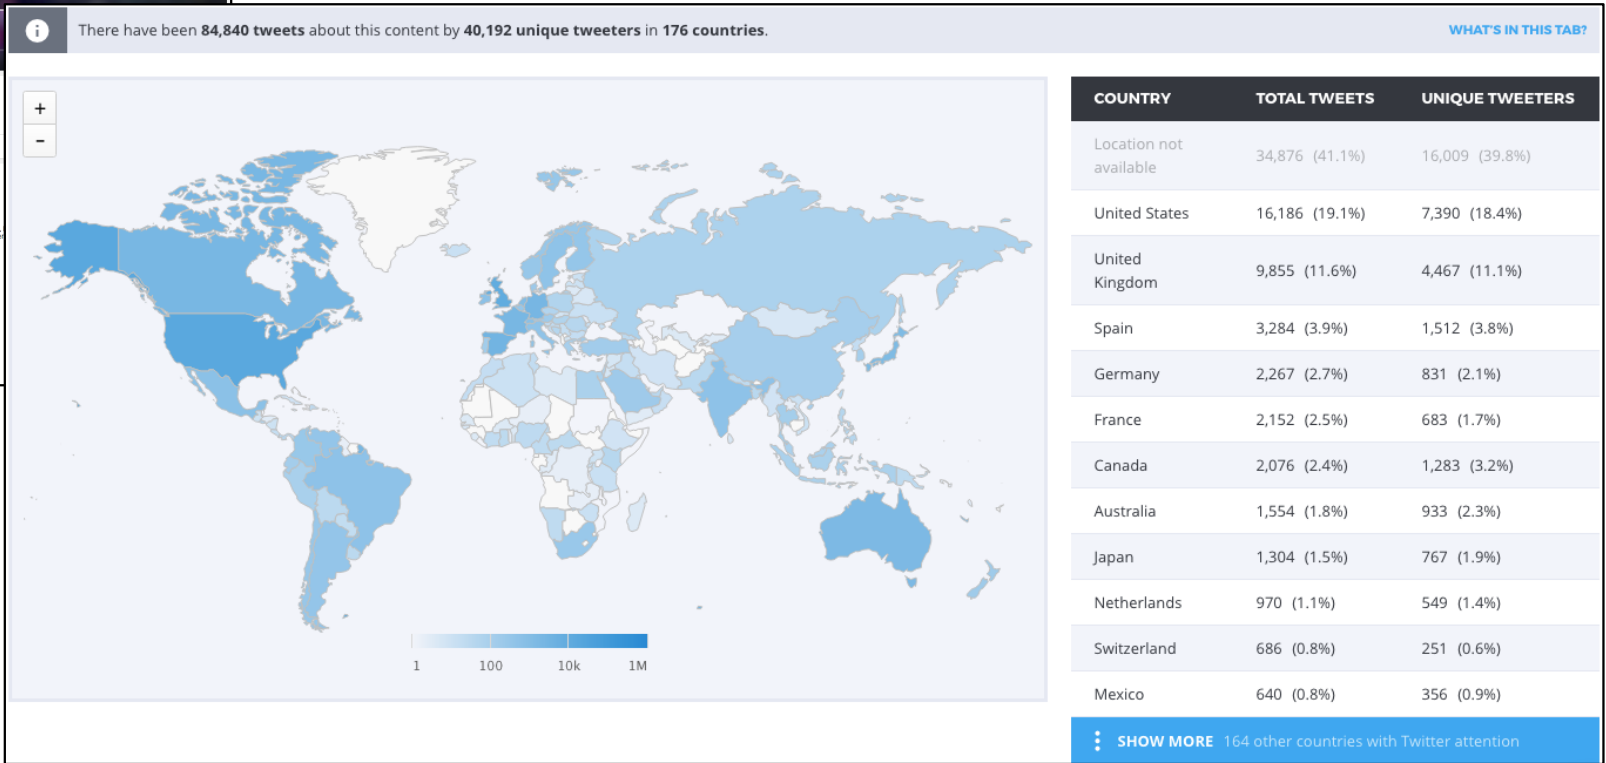 There have been 84,840 tweets about this content by 40,192 unique tweeters in 176 countries.
WHAT'S IN THIS TAB?
+
-
1 100 10k 1M
COUNTRY TOTAL TWEETS UNIQUE TWEETERS
Location not
available
34,876 (41.1%) 16,009 (39.8%)
United States 16,186 (19.1%) 7,390 (18.4%)
United
Kingdom
9,855 (11.6%) 4,467 (11.1%)
Spain 3,284 (3.9%) 1,512 (3.8%)
Germany 2,267 (2.7%) 831 (2.1%)
France 2,152 (2.5%) 683 (1.7%)
Canada 2,076 (2.4%) 1,283 (3.2%)
Australia 1,554 (1.8%) 933 (2.3%)
Japan 1,304 (1.5%) 767 (1.9%)
Netherlands 970 (1.1%) 549 (1.4%)
Switzerland 686 (0.8%) 251 (0.6%)
Mexico 640 (0.8%) 356 (0.9%)
SHOW MORE 164 other countries with Twitter attention